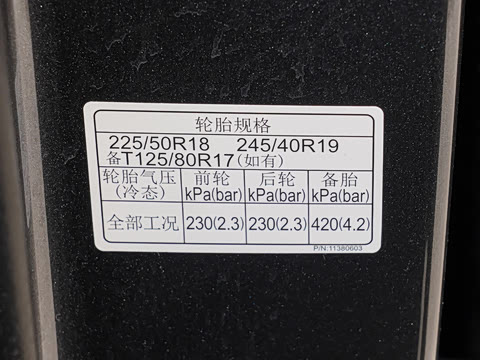 轮胎规格
225/50R18 245/40R19
备T125/80R17(如有)
轮胎气压 前轮 后轮 备胎
(冷态) kPa(bar) kPa(bar) kPa(bar)
全部工况 230(2.3) 230(2.3) 420(4.2)
P/N:11380603